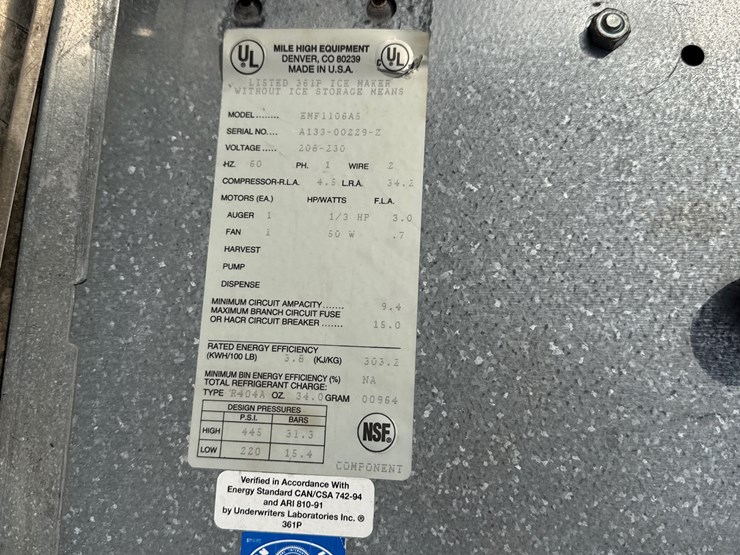 UL MILE HIGH EQUIPMENT UL
DENVER, CO 80239
MADE IN U.S.A.
LISTED 361P ICE MAKER
WITHOUT ICE STORAGE MEANS
MODEL........ EMF1106AS
SERIAL NO.... A133-00229-Z
VOLTAGE..... 208-230
HZ. 60 PH. 1 WIRE 2
COMPRESSOR-R.L.A. 4.5 L.R.A. 34.2
MOTORS (EA.) HP/WATTS F.L.A.
AUGER 1 1/3 HP 3.0
FAN 1 50 W .7
HARVEST
PUMP
DISPENSE
MINIMUM CIRCUIT AMPACITY....... 9.4
MAXIMUM BRANCH CIRCUIT FUSE
OR HACR CIRCUIT BREAKER ....... 15.0
RATED ENERGY EFFICIENCY
(KWH/100 LB) 3.8 (KJ/KG) 303.2
MINIMUM BIN ENERGY EFFICIENCY (%) NA
TOTAL REFRIGERANT CHARGE:
TYPE R404A OZ. 34.0 GRAM 00964
DESIGN PRESSURES
P.S.I. BARS
HIGH 445 31.3
LOW 220 15.4
NSF®
COMPONENT
Verified in Accordance With
Energy Standard CAN/CSA 742-94
and ARI 810-91
by Underwriters Laboratories Inc. ®
361P